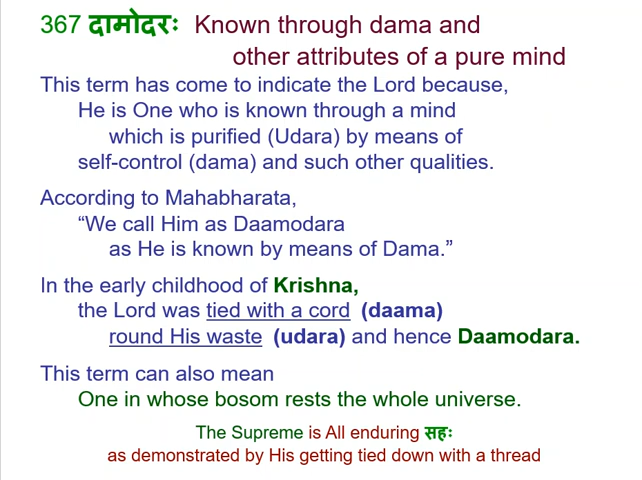 367 दामोदरः Known through dama and
other attributes of a pure mind
This term has come to indicate the Lord because,
He is One who is known through a mind
which is purified (Udara) by means of
self-control (dama) and such other qualities.
According to Mahabharata,
“We call Him as Daamodara
as He is known by means of Dama.”
In the early childhood of Krishna,
the Lord was tied with a cord (daama)
round His waste (udara) and hence Daamodara.
This term can also mean
One in whose bosom rests the whole universe.
The Supreme is All enduring सहः
as demonstrated by His getting tied down with a thread